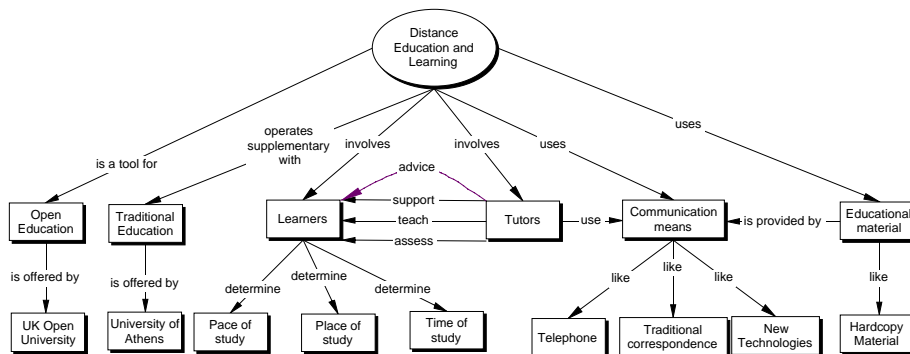 Distance
Education and
Learning
operates
supplementary
with
uses
uses
is a tool for
involves
involves
advice
support
teach
assess
use
is provided by
Open
Education
Traditional
Education
Learners
Tutors
Communication
means
Educational
material
is offered by
is offered by
determine
determine
determine
like
like
like
like
UK Open
University
University of
Athens
Pace of
study
Place of
study
Time of
study
Telephone
Traditional
correspondence
New
Technologies
Hardcopy
Material